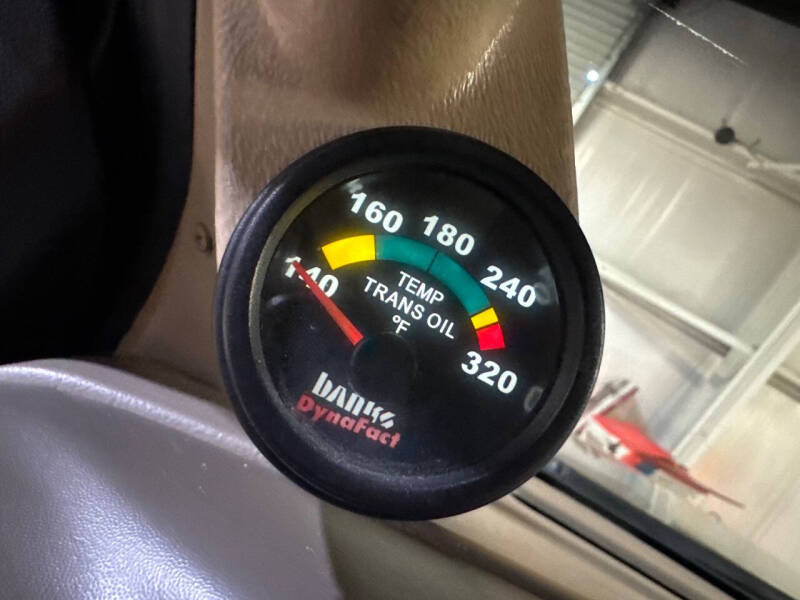 140 160 180 240 320
TEMP
TRANS OIL
°F
BANKS
DynaFact